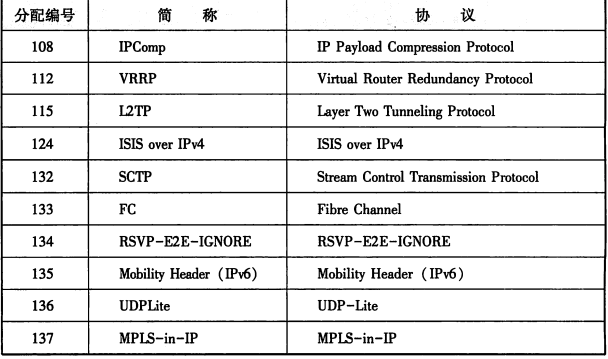 分配编号 简 称 协 议
108 IPComp IP Payload Compression Protocol
112 VRRP Virtual Router Redundancy Protocol
115 L2TP Layer Two Tunneling Protocol
124 ISIS over IPv4 ISIS over IPv4
132 SCTP Stream Control Transmission Protocol
133 FC Fibre Channel
134 RSVP-E2E-IGNORE RSVP-E2E-IGNORE
135 Mobility Header (IPv6) Mobility Header (IPv6)
136 UDPLite UDP-Lite
137 MPLS-in-IP MPLS-in-IP